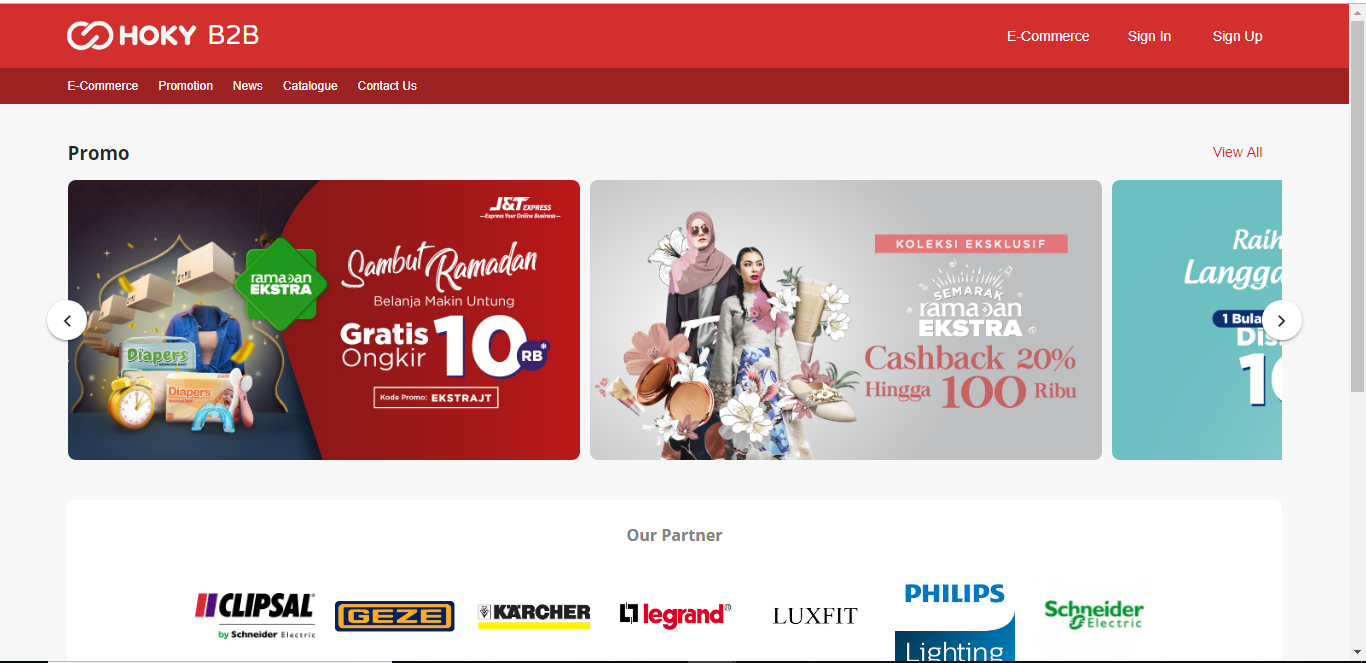 HOKY B2B
E-Commerce Sign In Sign Up
E-Commerce Promotion News Catalogue Contact Us
Promo
View All
J&T EXPRESS
Express Your Online Business
ramadan
EKSTRA
Sambut Ramadan
Belanja Makin Untung
Gratis
Ongkir
10
RB*
Kode Promo: EKSTRAJT
Diapers
Diapers
KOLEKSI EKSKLUSIF
SEMARAK
ramadan
EKSTRA
Cashback 20%
Hingga 100 Ribu
Raih
Langga
1 Bula
Dis
10
Our Partner
CLIPSAL
by Schneider Electric
GEZE
KÄRCHER
legrand®
LUXFIT
PHILIPS
Lighting
Schneider
Electric